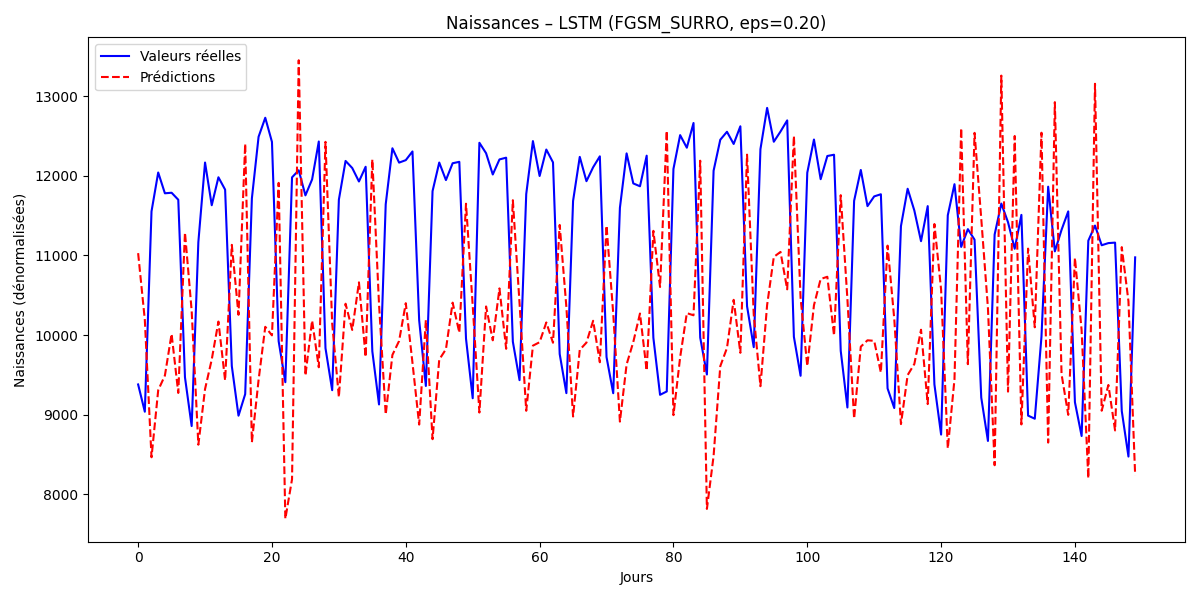 Naissances – LSTM (FGSM_SURRO, eps=0.20)
Valeurs réelles
Prédictions
Naissances (dénormalisées)
13000
12000
11000
10000
9000
8000
0 20 40 60 80 100 120 140
Jours